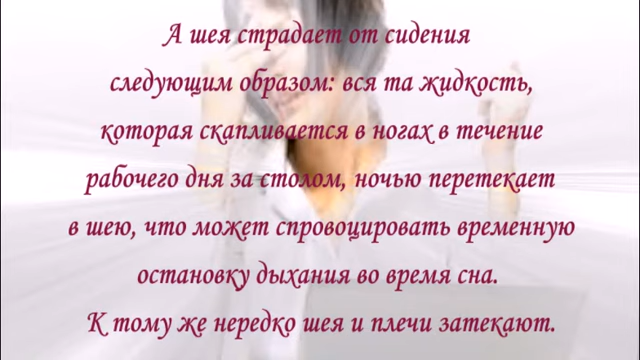 А шея страдает от сидения
следующим образом: вся та жидкость,
которая скапливается в ногах в течение
рабочего дня за столом, ночью перетекает
в шею, что может спровоцировать временную
остановку дыхания во время сна.
К тому же нередко шея и плечи затекают.